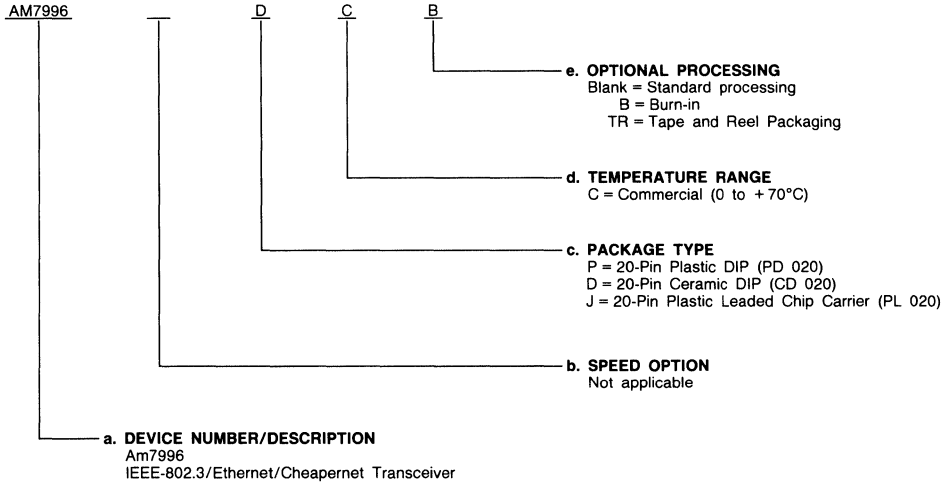 AM7996 D C B
e. OPTIONAL PROCESSING
Blank = Standard processing
B = Burn-in
TR = Tape and Reel Packaging
d. TEMPERATURE RANGE
C = Commercial (0 to +70°C)
c. PACKAGE TYPE
P = 20-Pin Plastic DIP (PD 020)
D = 20-Pin Ceramic DIP (CD 020)
J = 20-Pin Plastic Leaded Chip Carrier (PL 020)
b. SPEED OPTION
Not applicable
a. DEVICE NUMBER/DESCRIPTION
Am7996
IEEE-802.3/Ethernet/Cheapernet Transceiver